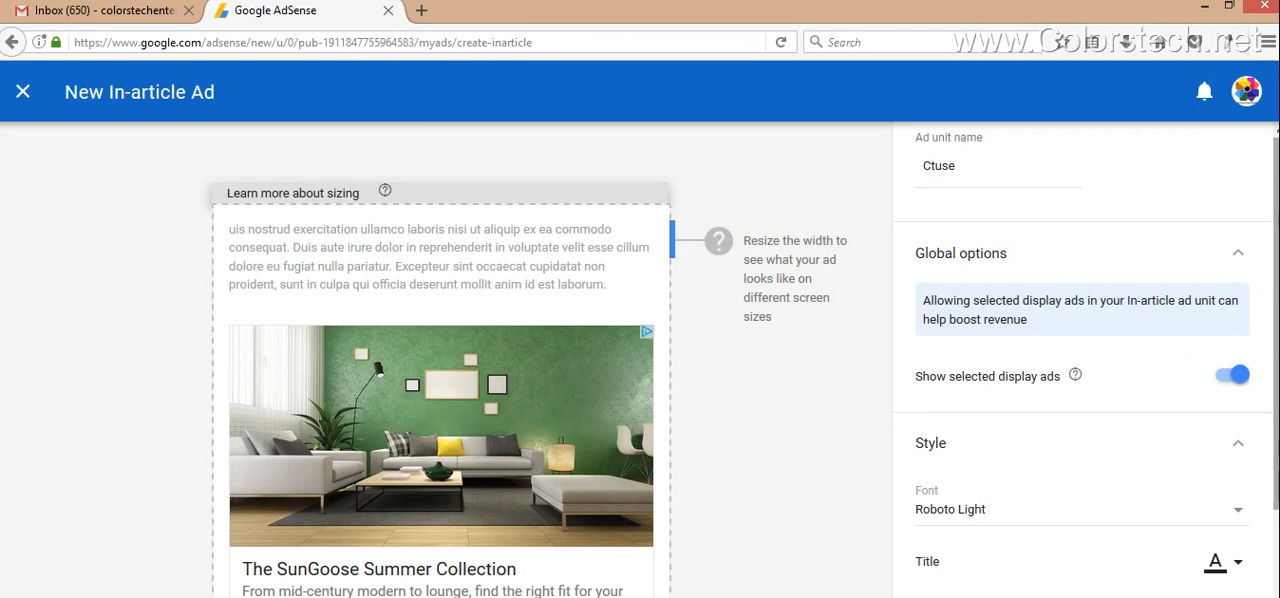 Inbox (650) - colorstechente
Google AdSense
https://www.google.com/adsense/new/u/0/pub-1911847755964583/myads/create-inarticle
Search
www.Colorstech.net
New In-article Ad
Learn more about sizing
uis nostrud exercitation ullamco laboris nisi ut aliquip ex ea commodo
consequat. Duis aute irure dolor in reprehenderit in voluptate velit esse cillum
dolore eu fugiat nulla pariatur. Excepteur sint occaecat cupidatat non
proident, sunt in culpa qui officia deserunt mollit anim id est laborum.
Resize the width to
see what your ad
looks like on
different screen
sizes
The SunGoose Summer Collection
From mid-century modern to lounge, find the right fit for your
Ad unit name
Ctuse
Global options
Allowing selected display ads in your In-article ad unit can
help boost revenue
Show selected display ads
Style
Font
Roboto Light
Title
A